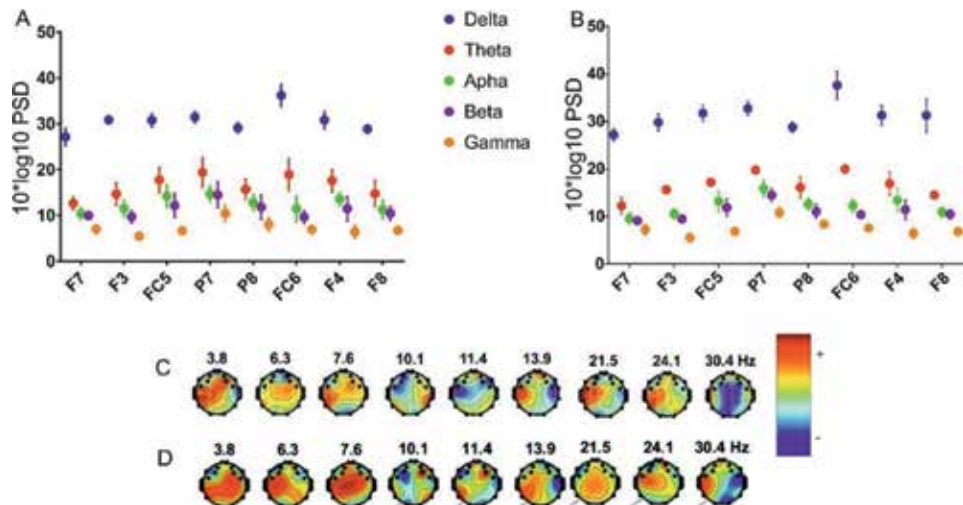 A
50
40
30
20
10
0
10*log10 PSD
F7 F3 FC5 P7 P8 FC6 F4 F8
Delta
Theta
Apha
Beta
Gamma
B
50
40
30
20
10
0
10*log10 PSD
F7 F3 FC5 P7 P8 FC6 F4 F8
C
3.8 6.3 7.6 10.1 11.4 13.9 21.5 24.1 30.4 Hz
D
3.8 6.3 7.6 10.1 11.4 13.9 21.5 24.1 30.4 Hz
+
-